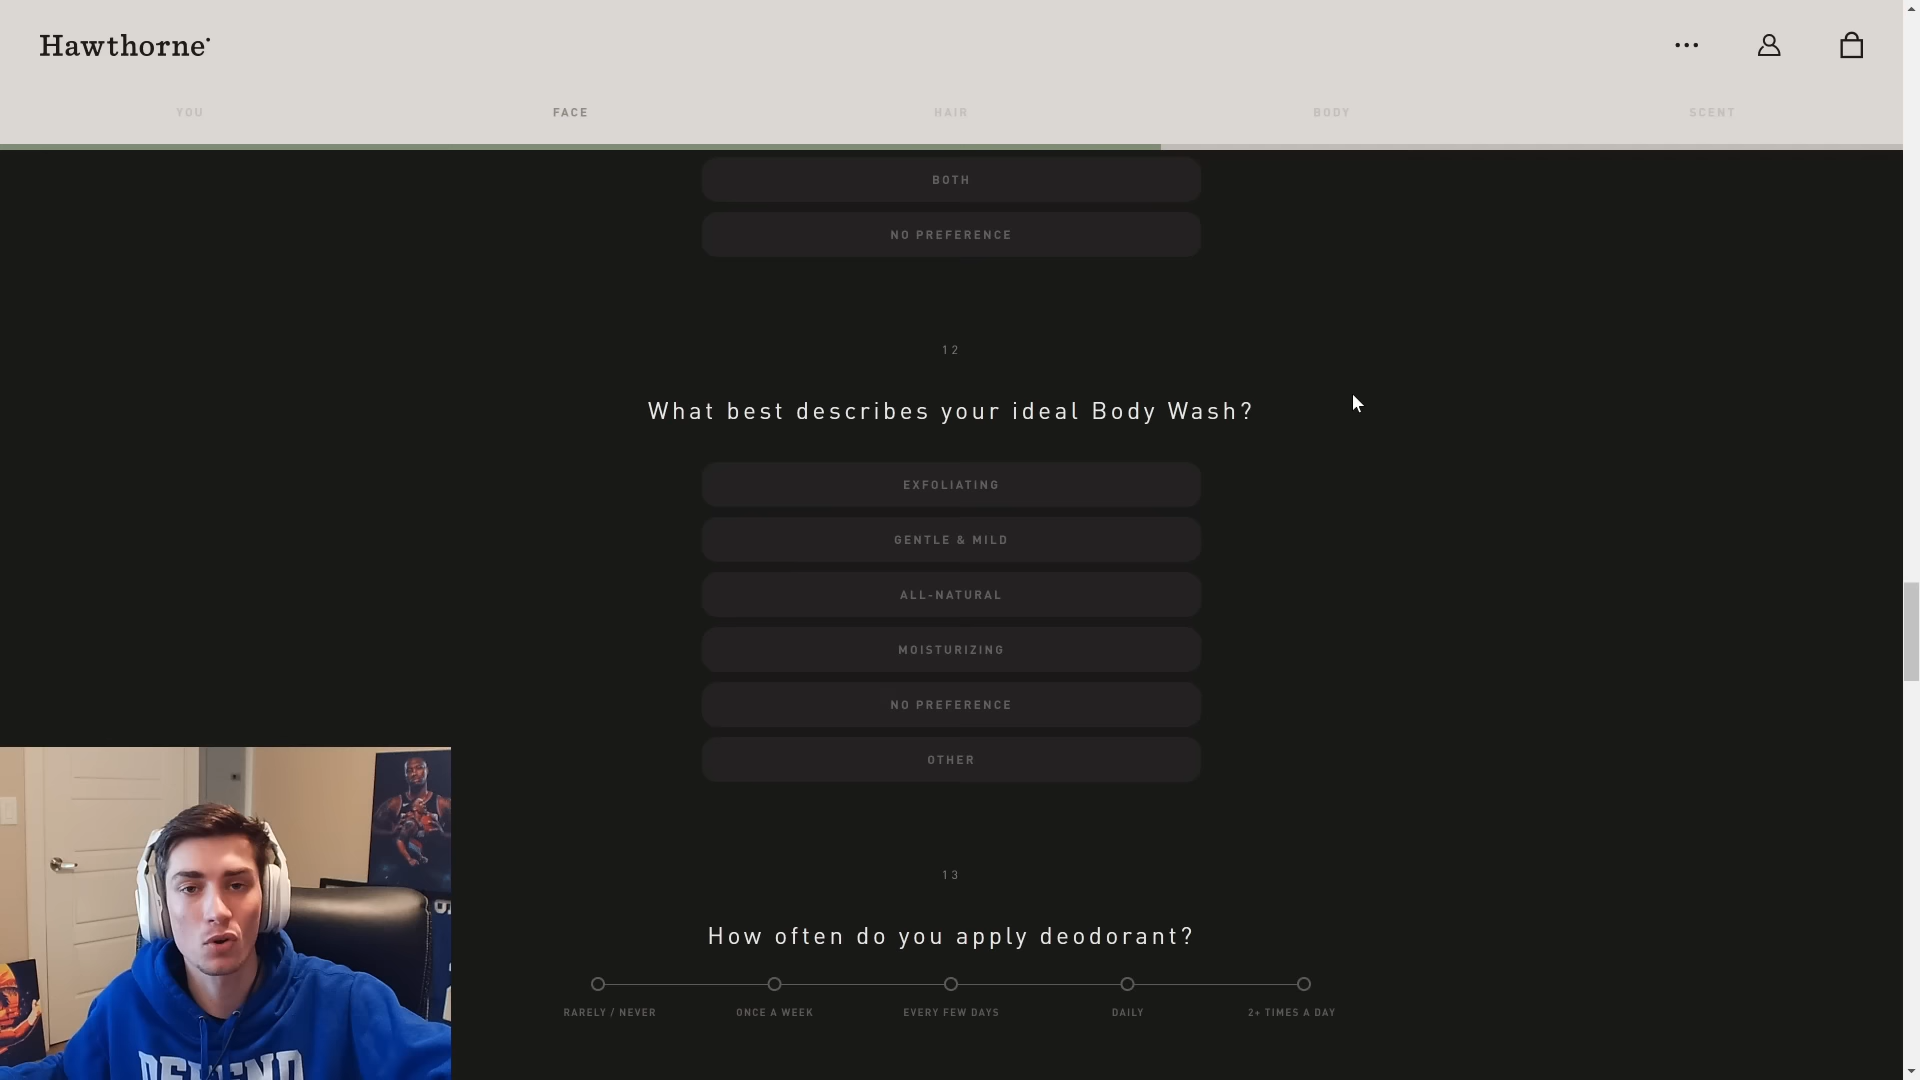 Hawthorne
YOU
FACE
HAIR
BODY
SCENT
BOTH
NO PREFERENCE
12
What best describes your ideal Body Wash?
EXFOLIATING
GENTLE & MILD
ALL-NATURAL
MOISTURIZING
NO PREFERENCE
OTHER
13
How often do you apply deodorant?
RARELY / NEVER
ONCE A WEEK
EVERY FEW DAYS
DAILY
2+ TIMES A DAY